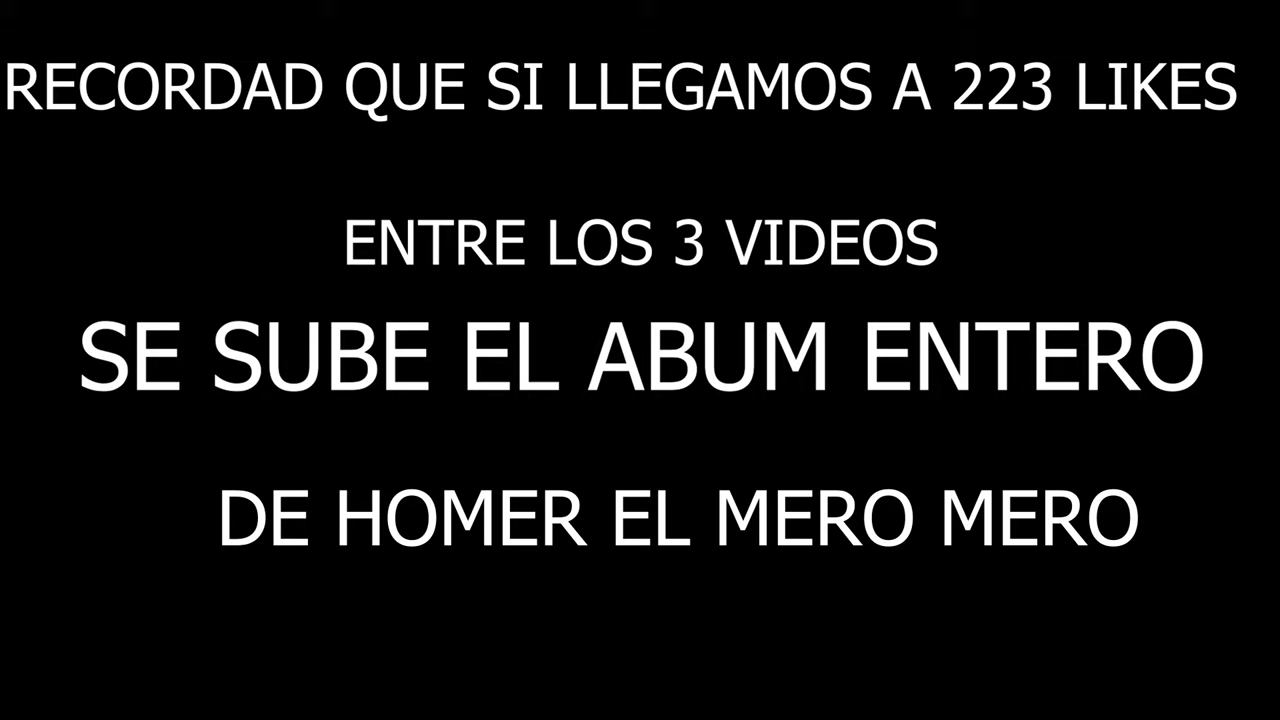 RECORDAD QUE SI LLEGAMOS A 223 LIKES
ENTRE LOS 3 VIDEOS
SE SUBE EL ABUM ENTERO
DE HOMER EL MERO MERO